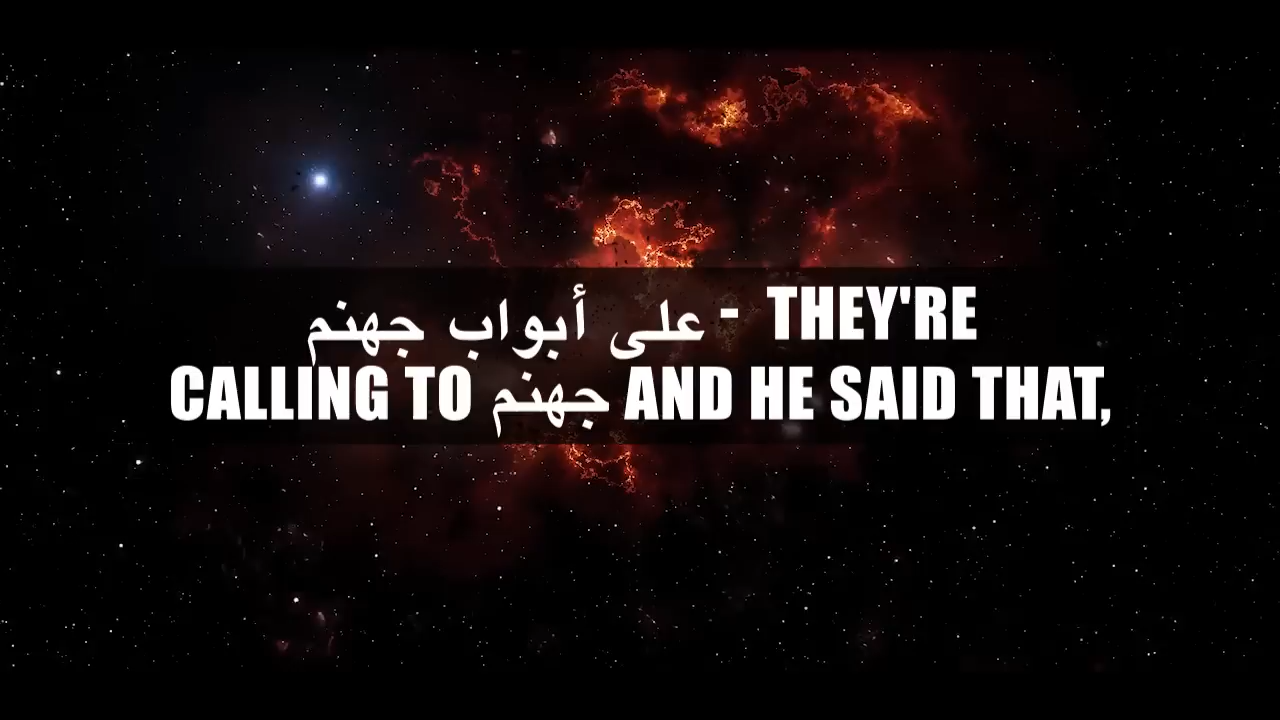 على أبواب جهنم - THEY'RE
CALLING TO جهنم AND HE SAID THAT,